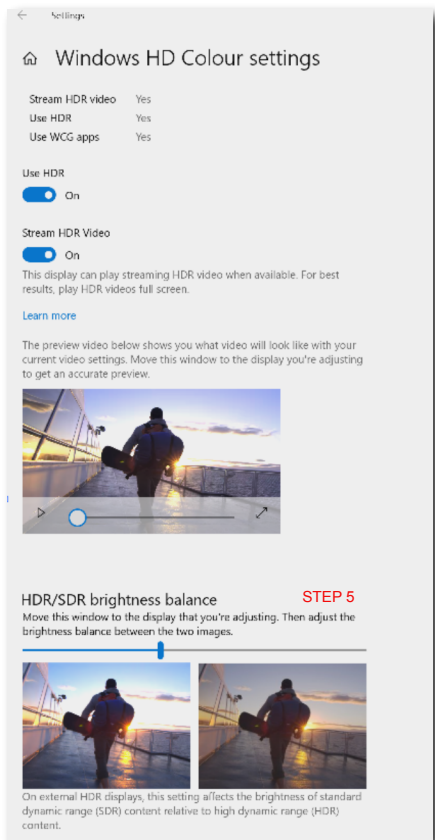 Settings
Windows HD Colour settings
Stream HDR video Yes
Use HDR Yes
Use WCG apps Yes
Use HDR
On
Stream HDR Video
On
This display can play streaming HDR video when available. For best
results, play HDR videos full screen.
Learn more
The preview video below shows you what video will look like with your
current video settings. Move this window to the display you're adjusting
to get an accurate preview.
STEP 5
HDR/SDR brightness balance
Move this window to the display that you're adjusting. Then adjust the
brightness balance between the two images.
On external HDR displays, this setting affects the brightness of standard
dynamic range (SDR) content relative to high dynamic range (HDR)
content.